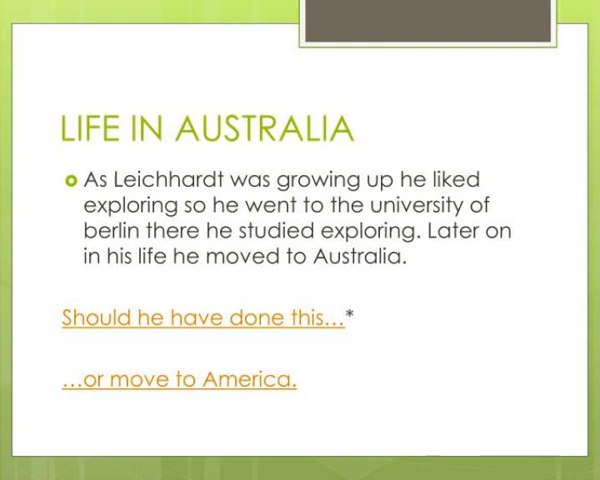 LIFE IN AUSTRALIA
As Leichhardt was growing up he liked
exploring so he went to the university of
berlin there he studied exploring. Later on
in his life he moved to Australia.
Should he have done this…*
…or move to America.